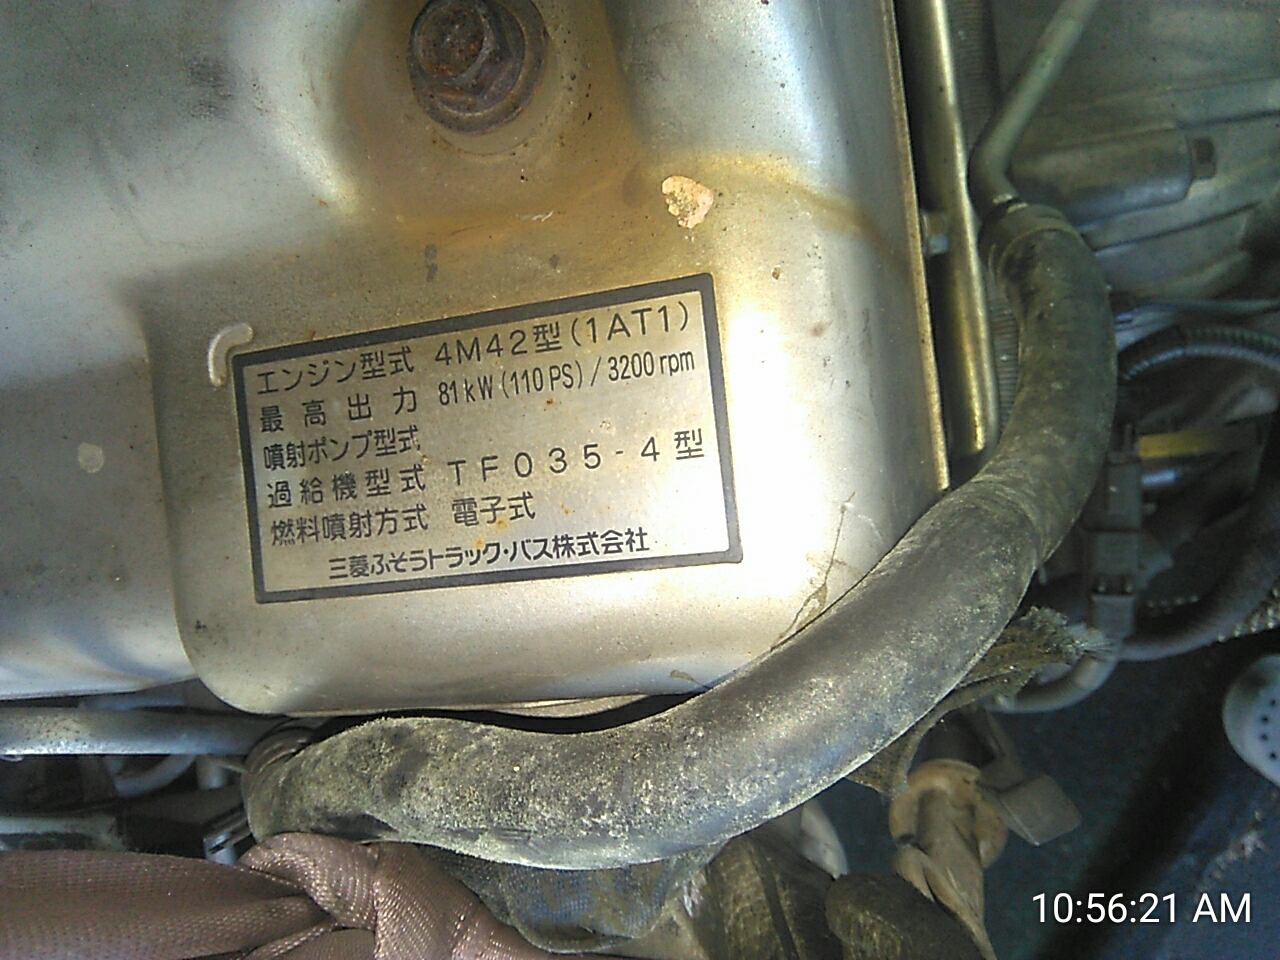 エンジン型式 4M42型(1AT1)
最高出力 81kW(110PS)/3200rpm
噴射ポンプ型式
過給機型式 TF035-4型
燃料噴射方式 電子式
三菱ふそうトラック・バス株式会社
10:56:21 AM